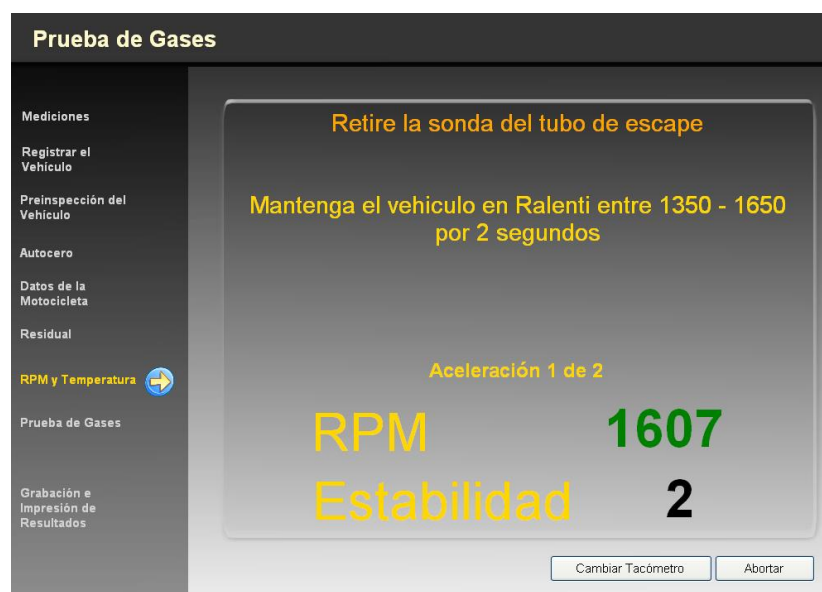 Prueba de Gases
Mediciones
Registrar el
Vehículo
Preinspección del
Vehículo
Autocero
Datos de la
Motocicleta
Residual
RPM y Temperatura
Prueba de Gases
Grabación e
Impresión de
Resultados
Retire la sonda del tubo de escape
Mantenga el vehiculo en Ralenti entre 1350 - 1650
por 2 segundos
Aceleración 1 de 2
RPM 1607
Estabilidad 2
Cambiar Tacómetro Abortar